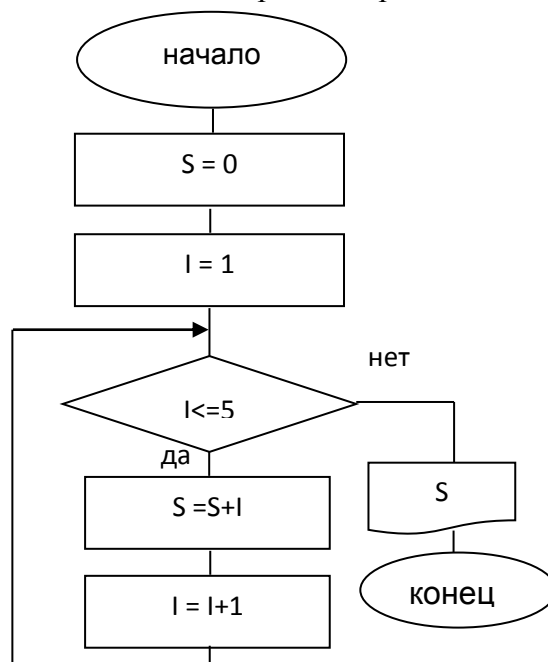 начало
S = 0
I = 1
нет
I<=5
да
S =S+I
S
I = I+1
конец